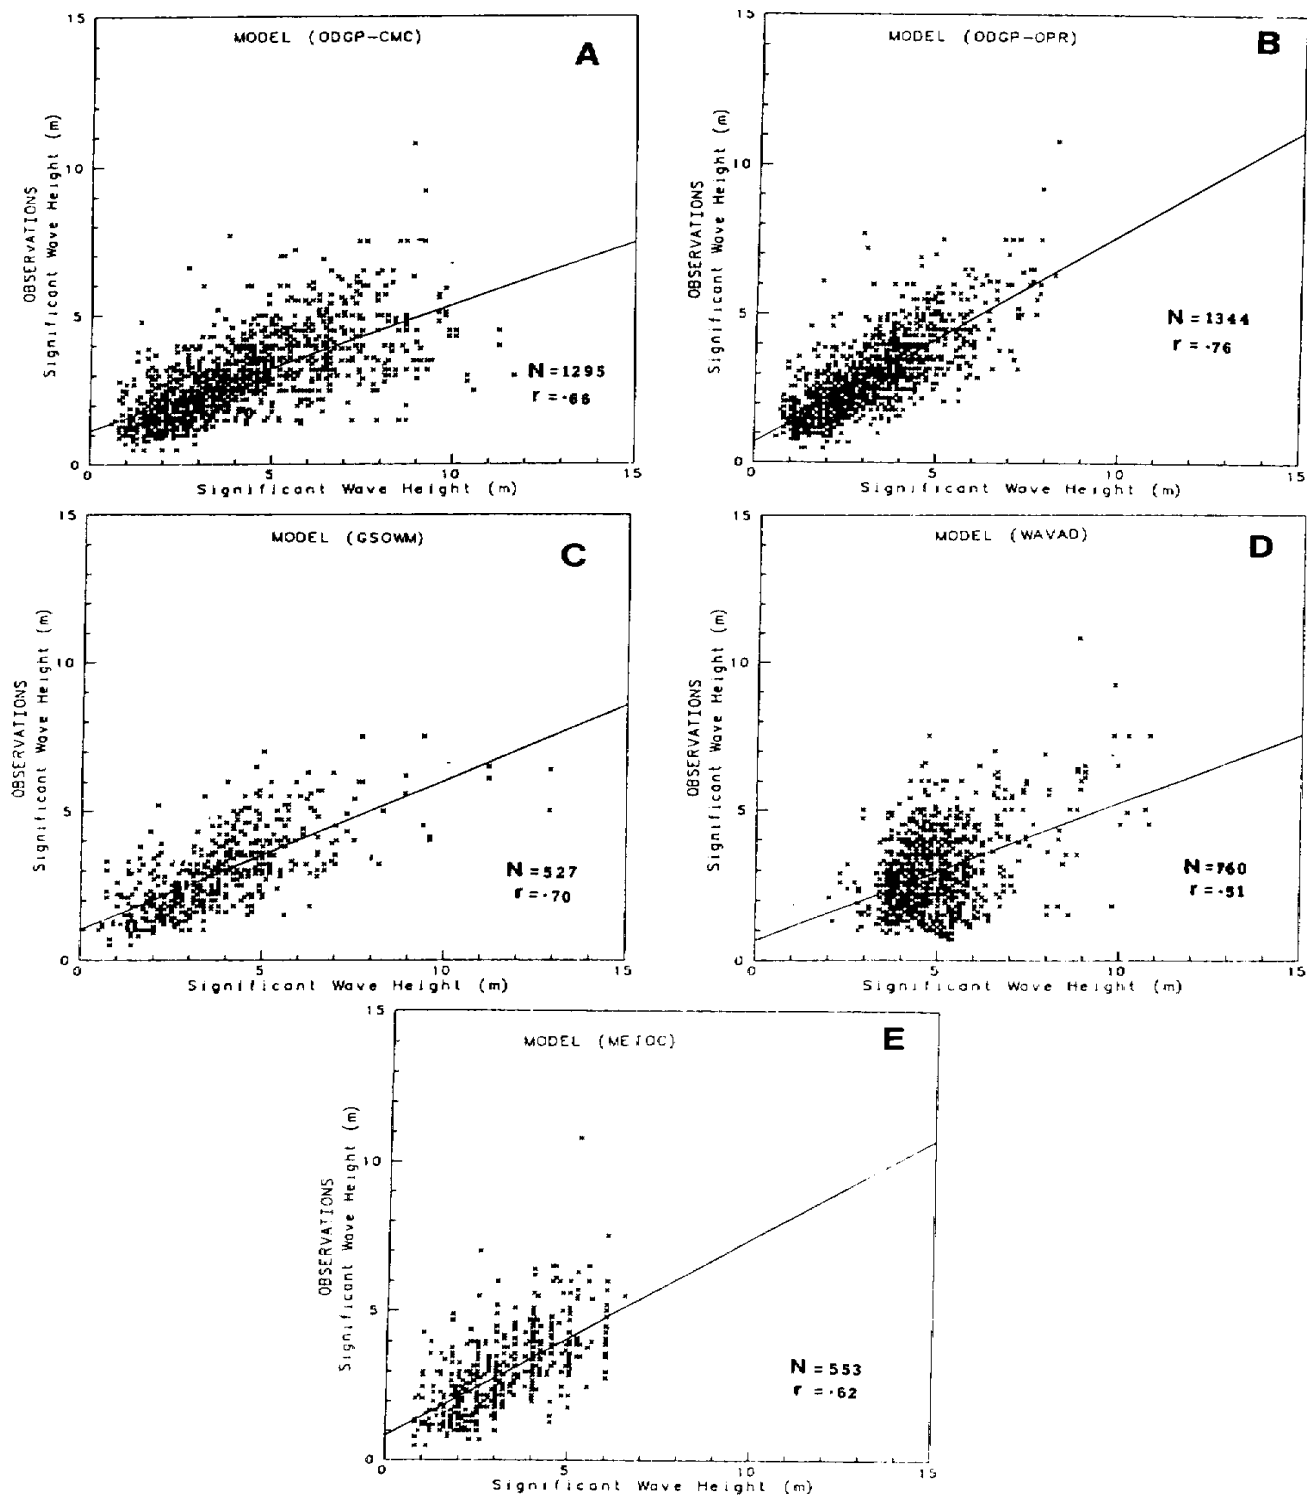 15
MODEL (ODGP-CMC)
A
OBSERVATIONS
Significant Wave Height (m)
10
5
N=1295
r=.66
0
0 5 10 15
Significant Wave Height (m)
15
MODEL (ODGP-OPR)
B
OBSERVATIONS
Significant Wave Height (m)
10
5
N=1344
r=.76
0
0 5 10 15
Significant Wave Height (m)
15
MODEL (GSOWM)
C
OBSERVATIONS
Significant Wave Height (m)
10
5
N=527
r=.70
0
0 5 10 15
Significant Wave Height (m)
15
MODEL (WAVAD)
D
OBSERVATIONS
Significant Wave Height (m)
10
5
N=760
r=.51
0
0 5 10 15
Significant Wave Height (m)
15
MODEL (METOC)
E
OBSERVATIONS
Significant Wave Height (m)
10
5
N=553
r=.62
0
0 5 10 15
Significant Wave Height (m)